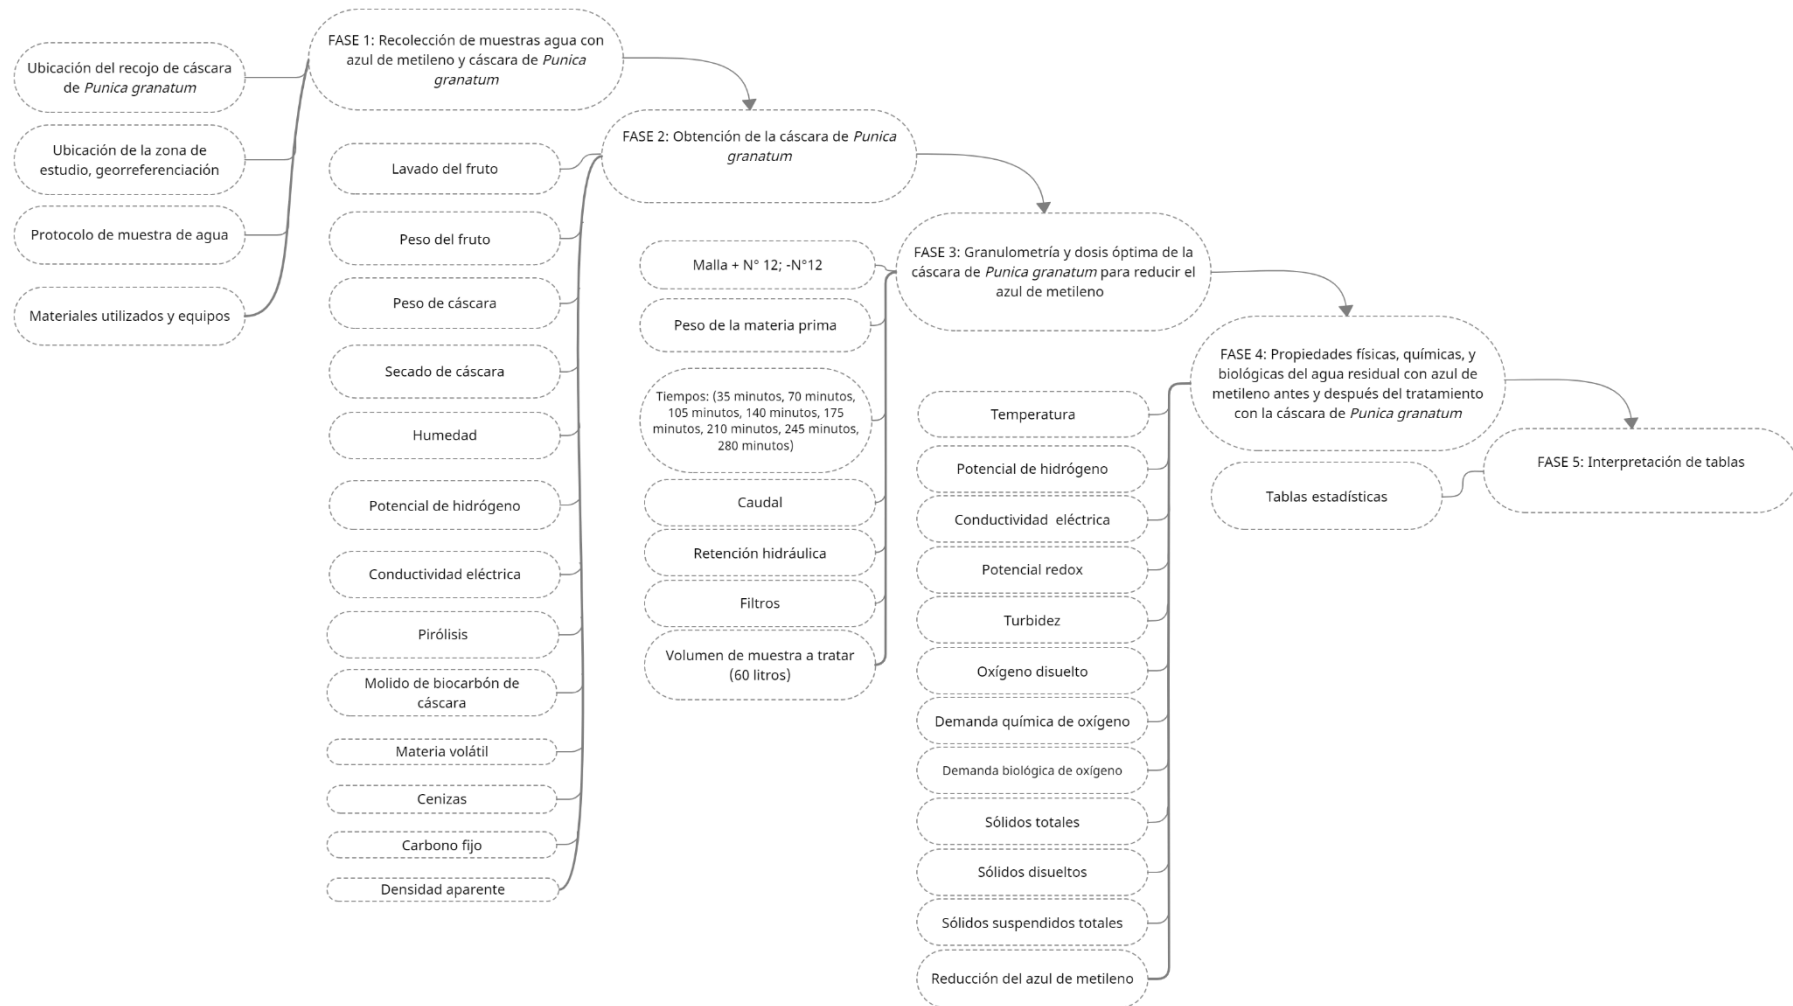 FASE 1: Recolección de muestras agua con
azul de metileno y cáscara de Punica
granatum
Ubicación del recojo de cáscara
de Punica granatum
Ubicación de la zona de
estudio, georreferenciación
Protocolo de muestra de agua
Materiales utilizados y equipos
FASE 2: Obtención de la cáscara de Punica
granatum
Lavado del fruto
Peso del fruto
Peso de cáscara
Secado de cáscara
Humedad
Potencial de hidrógeno
Conductividad eléctrica
Pirólisis
Molido de biocarbón de
cáscara
Materia volátil
Cenizas
Carbono fijo
Densidad aparente
FASE 3: Granulometría y dosis óptima de la
cáscara de Punica granatum para reducir el
azul de metileno
Malla + N° 12; -N°12
Peso de la materia prima
Tiempos: (35 minutos, 70 minutos,
105 minutos, 140 minutos, 175
minutos, 210 minutos, 245 minutos,
280 minutos)
Caudal
Retención hidráulica
Filtros
Volumen de muestra a tratar
(60 litros)
FASE 4: Propiedades físicas, químicas, y
biológicas del agua residual con azul de
metileno antes y después del tratamiento
con la cáscara de Punica granatum
Temperatura
Potencial de hidrógeno
Conductividad  eléctrica
Potencial redox
Turbidez
Oxígeno disuelto
Demanda química de oxígeno
Demanda biológica de oxígeno
Sólidos totales
Sólidos disueltos
Sólidos suspendidos totales
Reducción del azul de metileno
FASE 5: Interpretación de tablas
Tablas estadísticas